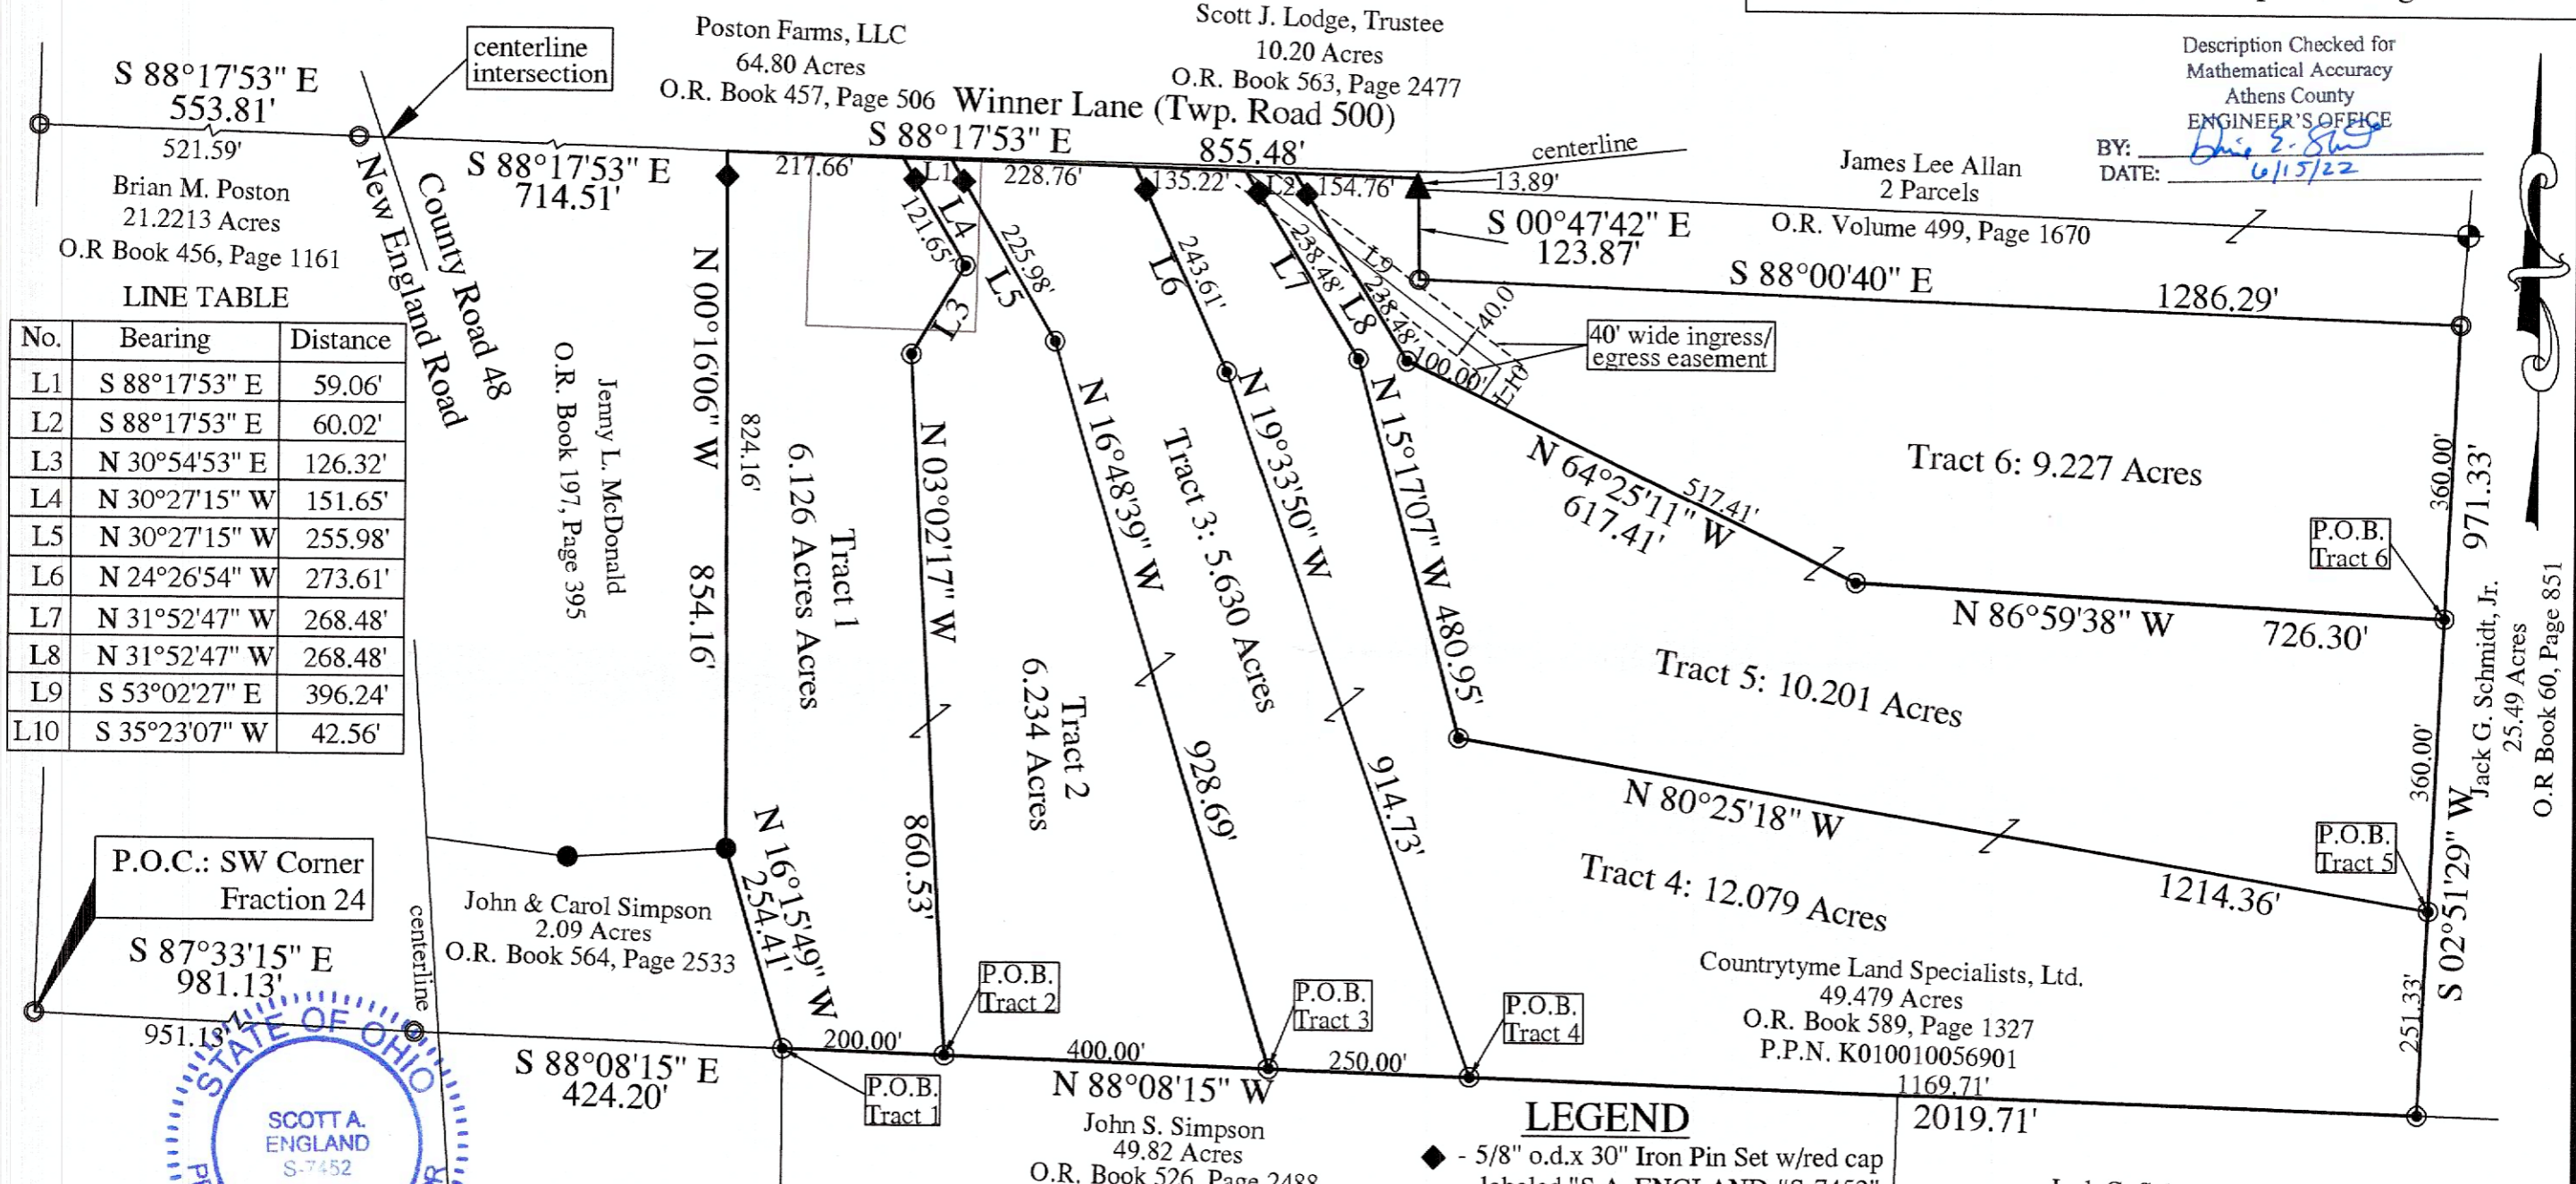 Poston Farms, LLC
64.80 Acres
O.R. Book 457, Page 506
Scott J. Lodge, Trustee
10.20 Acres
O.R. Book 563, Page 2477
Winner Lane (Twp. Road 500)
S 88°17'53" E
855.48'
centerline
intersection
S 88°17'53" E
553.81'
521.59'
S 88°17'53" E
714.51'
Brian M. Poston
21.2213 Acres
O.R Book 456, Page 1161
County Road 48
New England Road
Description Checked for
Mathematical Accuracy
Athens County
ENGINEER'S OFFICE
BY:
DATE: 6/15/22
James Lee Allan
2 Parcels
O.R. Volume 499, Page 1670
centerline
13.89'
217.66'
L1
228.76'
135.22'
L2
154.76'
S 00°47'42" E
123.87'
S 88°00'40" E
1286.29'
LINE TABLE
No. Bearing Distance
L1 S 88°17'53" E 59.06'
L2 S 88°17'53" E 60.02'
L3 N 30°54'53" E 126.32'
L4 N 30°27'15" W 151.65'
L5 N 30°27'15" W 255.98'
L6 N 24°26'54" W 273.61'
L7 N 31°52'47" W 268.48'
L8 N 31°52'47" W 268.48'
L9 S 53°02'27" E 396.24'
L10 S 35°23'07" W 42.56'
Jenny L. McDonald
O.R. Book 197, Page 395
N 00°16'06" W
854.16'
824.16'
Tract 1
6.126 Acres Acres
121.65'
L4
L3
L5
225.98'
N 03°02'17" W
860.53'
Tract 2
6.234 Acres
N 16°48'39" W
928.69'
L6
243.61'
Tract 3: 5.630 Acres
N 19°33'50" W
914.73'
L7
238.48'
L8
238.48'
L9
40.0
100.00'
L10
40' wide ingress/
egress easement
N 15°17'07" W 480.95'
N 64°25'11" W
617.41'
517.41'
Tract 6: 9.227 Acres
P.O.B.
Tract 6
N 86°59'38" W
726.30'
Tract 5: 10.201 Acres
N 80°25'18" W
1214.36'
P.O.B.
Tract 5
Tract 4: 12.079 Acres
360.00'
971.33'
360.00'
S 02°51'29" W
251.33'
Jack G. Schmidt, Jr.
25.49 Acres
O.R Book 60, Page 851
Countrytyme Land Specialists, Ltd.
49.479 Acres
O.R. Book 589, Page 1327
P.P.N. K010010056901
P.O.C.: SW Corner
Fraction 24
S 87°33'15" E
981.13'
951.13'
centerline
John & Carol Simpson
2.09 Acres
O.R. Book 564, Page 2533
N 16°15'49" W
254.41'
S 88°08'15" E
424.20'
P.O.B.
Tract 1
200.00'
P.O.B.
Tract 2
400.00'
P.O.B.
Tract 3
250.00'
P.O.B.
Tract 4
1169.71'
N 88°08'15" W
2019.71'
John S. Simpson
49.82 Acres
O.R. Book 526, Page 2488
STATE OF OHIO
SCOTT A.
ENGLAND
S-7452
LEGEND
- 5/8" o.d.x 30" Iron Pin Set w/red cap
labeled "S.A. ENGLAND #S-7452"